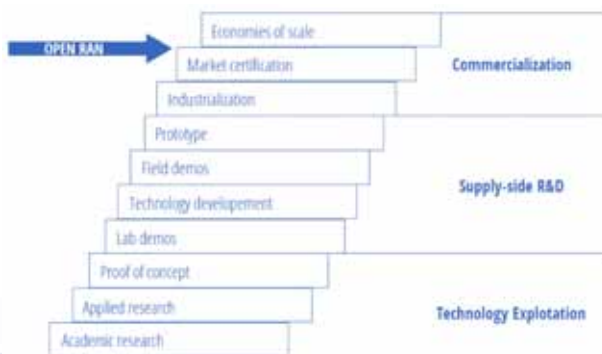 Economies of scale
OPEN RAN
Market certification
Commercialization
Industrialization
Prototype
Field demos
Supply-side R&D
Technology developement
Lab demos
Proof of concept
Applied research
Technology Explotation
Academic research